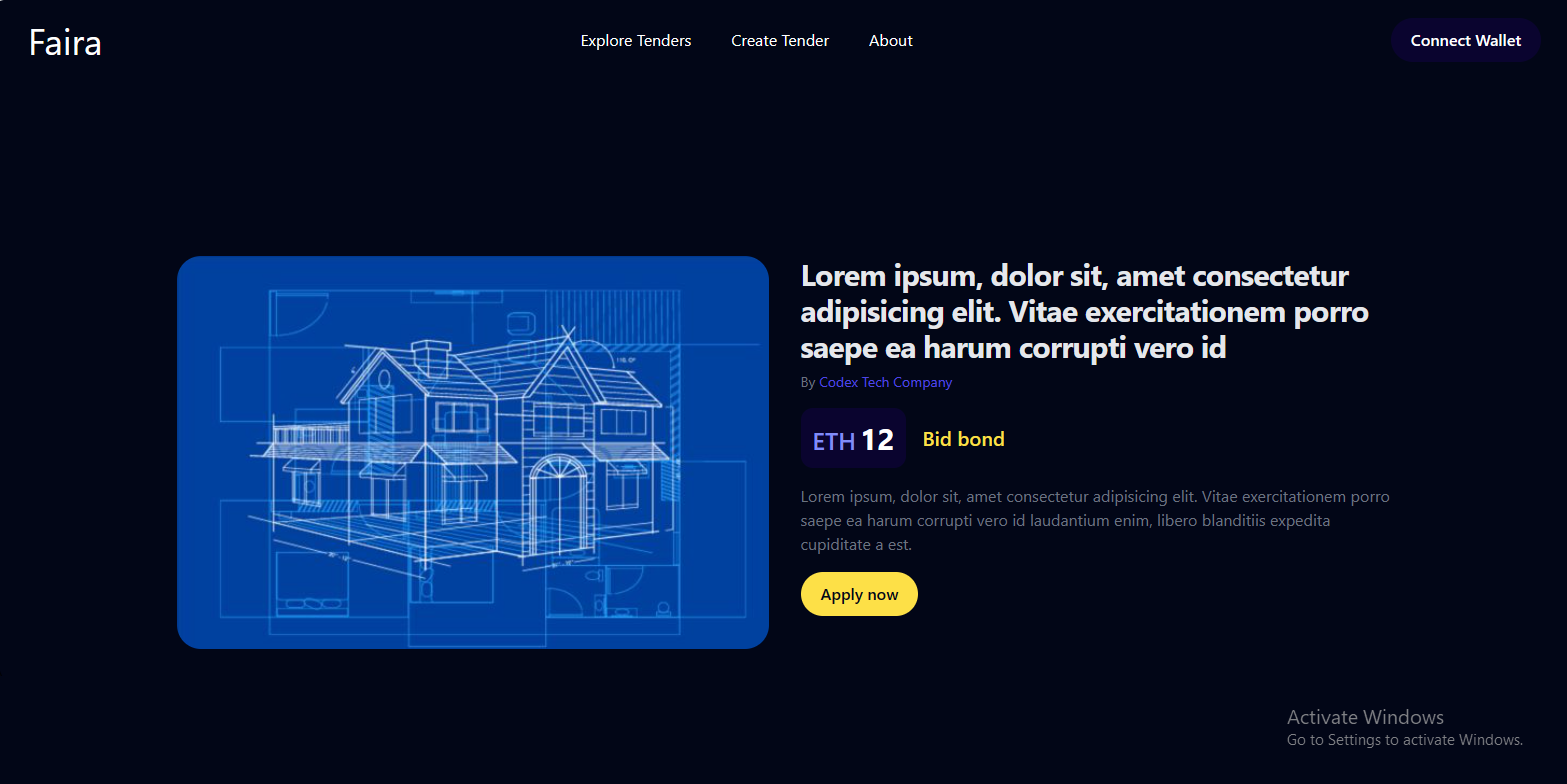 Faira
Explore Tenders
Create Tender
About
Connect Wallet
Lorem ipsum, dolor sit, amet consectetur
adipisicing elit. Vitae exercitationem porro
saepe ea harum corrupti vero id
By Codex Tech Company
ETH 12
Bid bond
Lorem ipsum, dolor sit, amet consectetur adipisicing elit. Vitae exercitationem porro
saepe ea harum corrupti vero id laudantium enim, libero blanditiis expedita
cupiditate a est.
Apply now
Activate Windows
Go to Settings to activate Windows.